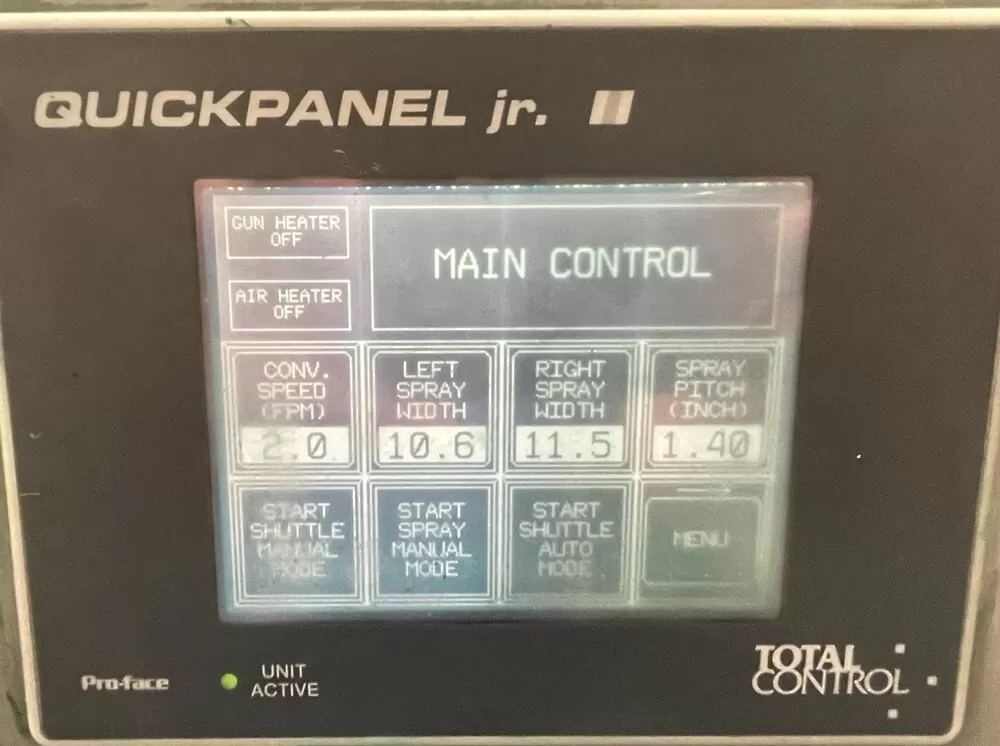 QUICKPANEL jr.
GUN HEATER
OFF
MAIN CONTROL
AIR HEATER
OFF
CONV.
SPEED
(FPM)
2.0
LEFT
SPRAY
WIDTH
10.6
RIGHT
SPRAY
WIDTH
11.5
SPRAY
PITCH
(INCH)
1.40
START
SHUTTLE
MANUAL
MODE
START
SPRAY
MANUAL
MODE
START
SHUTTLE
AUTO
MODE
MENU
Pro-face
UNIT
ACTIVE
TOTAL
CONTROL